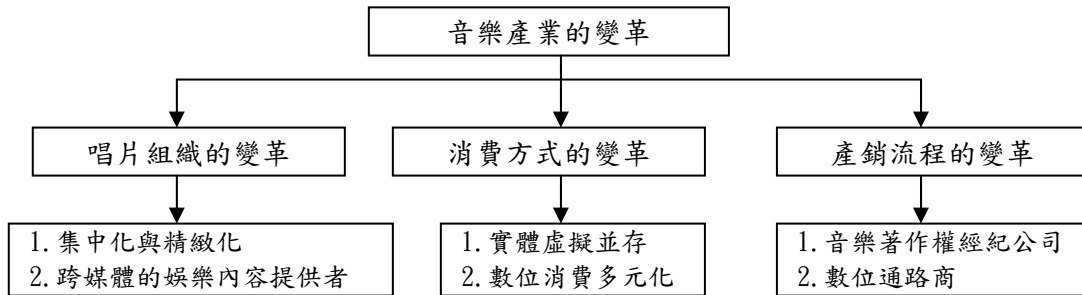 音樂產業的變革
唱片組織的變革
消費方式的變革
產銷流程的變革
1.集中化與精緻化
2.跨媒體的娛樂內容提供者
1.實體虛擬並存
2.數位消費多元化
1.音樂著作權經紀公司
2.數位通路商